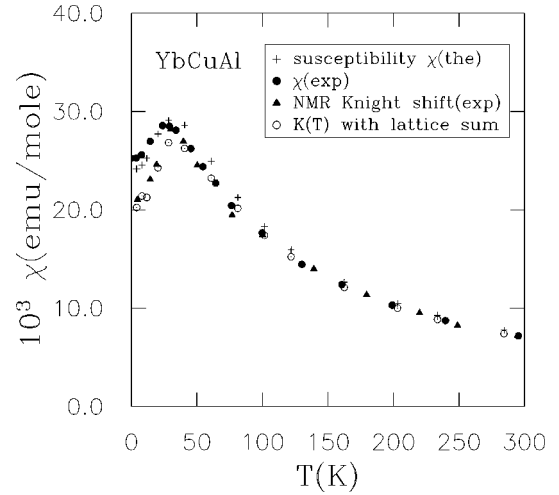 YbCuAl
+ susceptibility χ(the)
● χ(exp)
▲ NMR Knight shift(exp)
○ K(T) with lattice sum
10³ χ(emu/mole)
40.0
30.0
20.0
10.0
0.0
0 50 100 150 200 250 300
T(K)